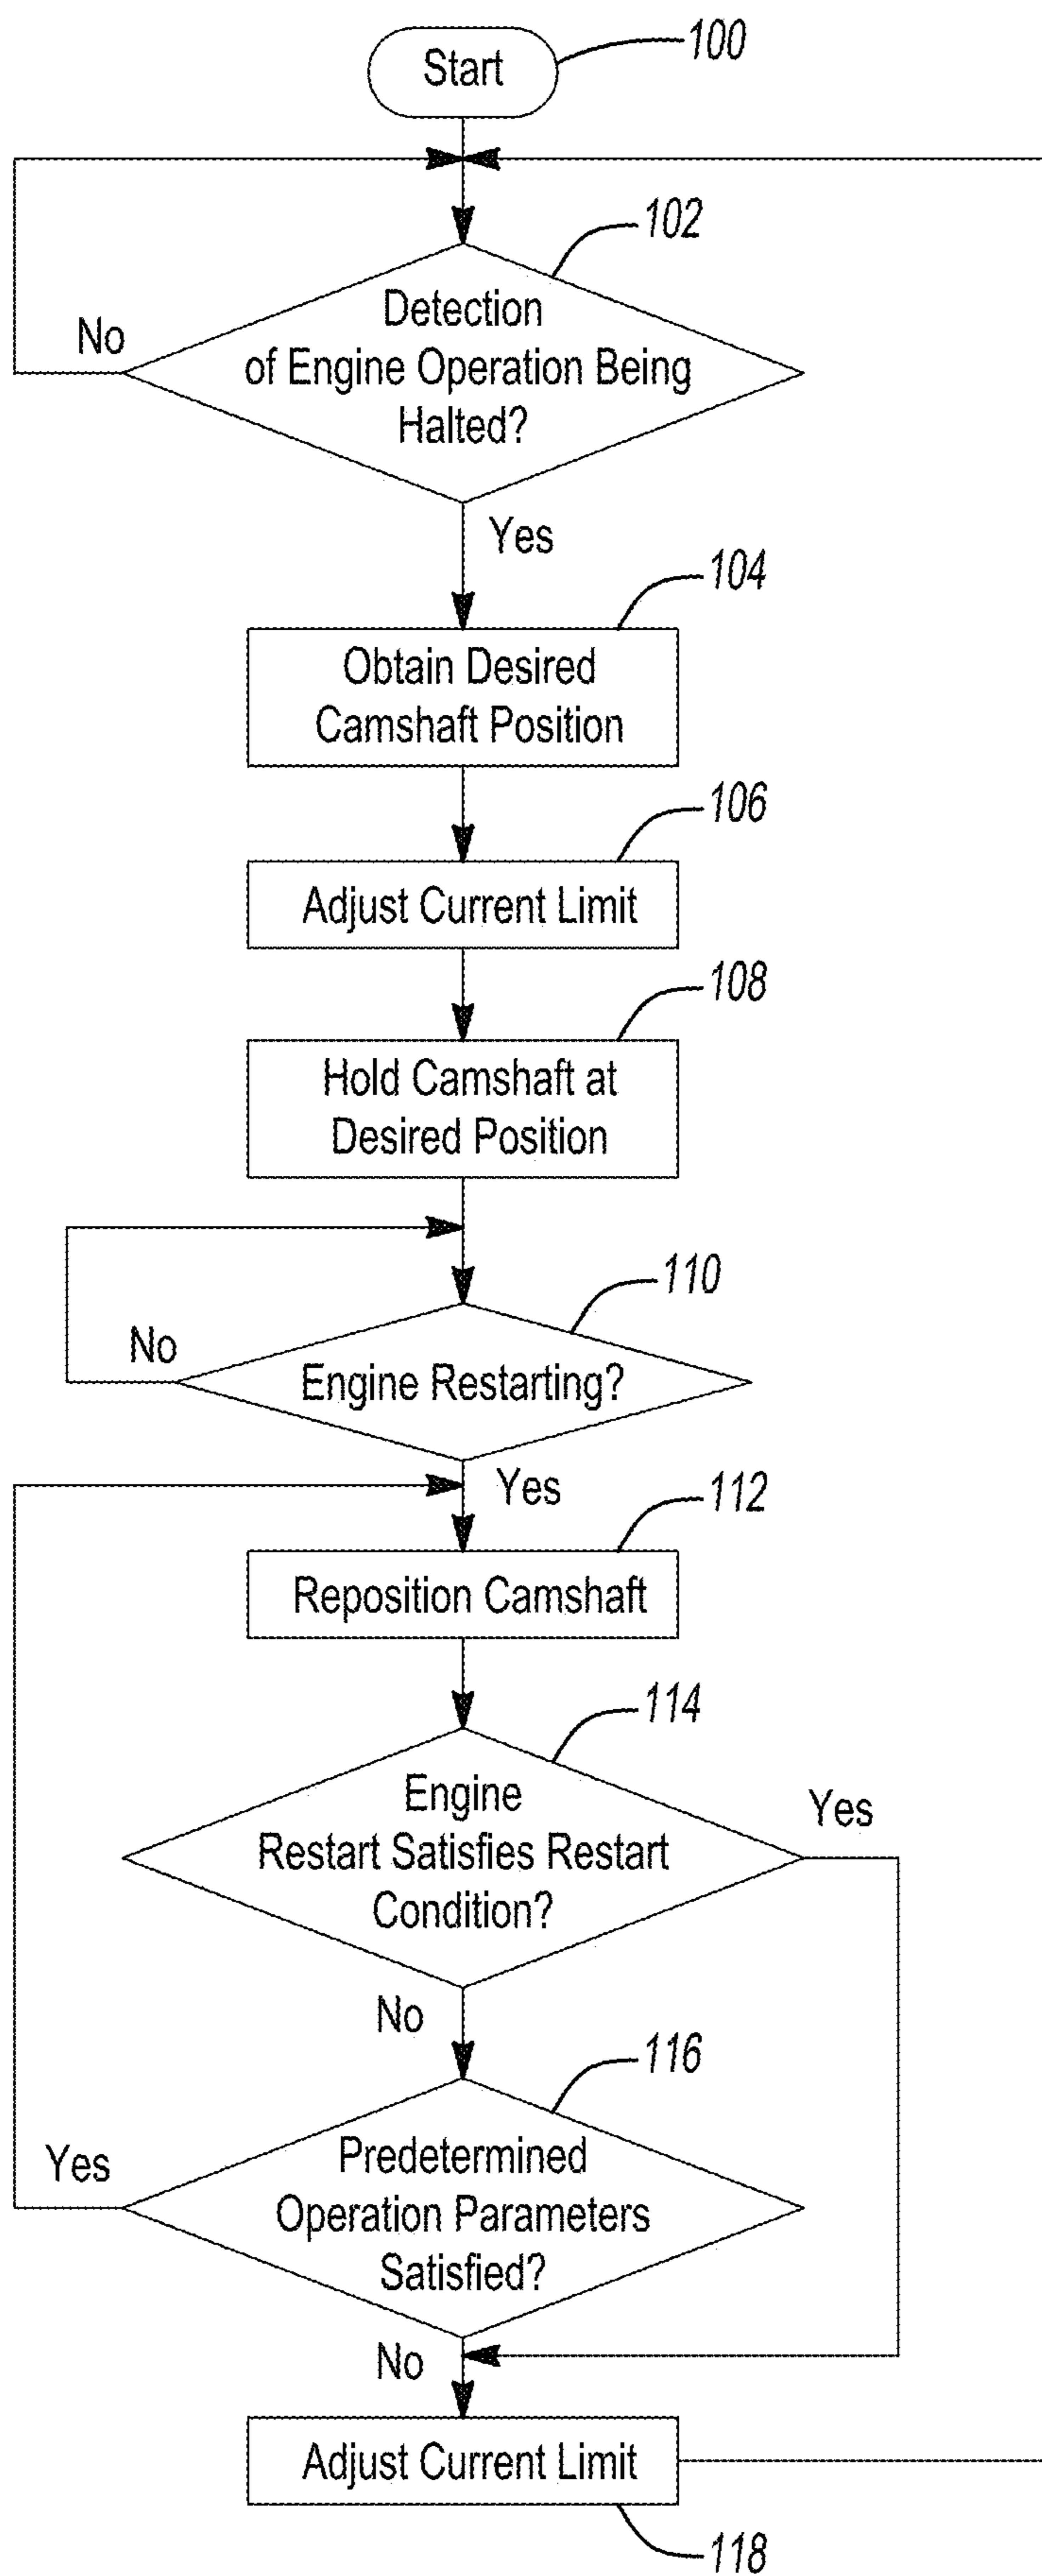 Start
100
102
Detection
of Engine Operation Being
Halted?
No
Yes
104
Obtain Desired
Camshaft Position
106
Adjust Current Limit
108
Hold Camshaft at
Desired Position
110
No
Engine Restarting?
Yes
112
Reposition Camshaft
114
Engine
Restart Satisfies Restart
Condition?
Yes
No
116
Predetermined
Operation Parameters
Satisfied?
Yes
No
Adjust Current Limit
118